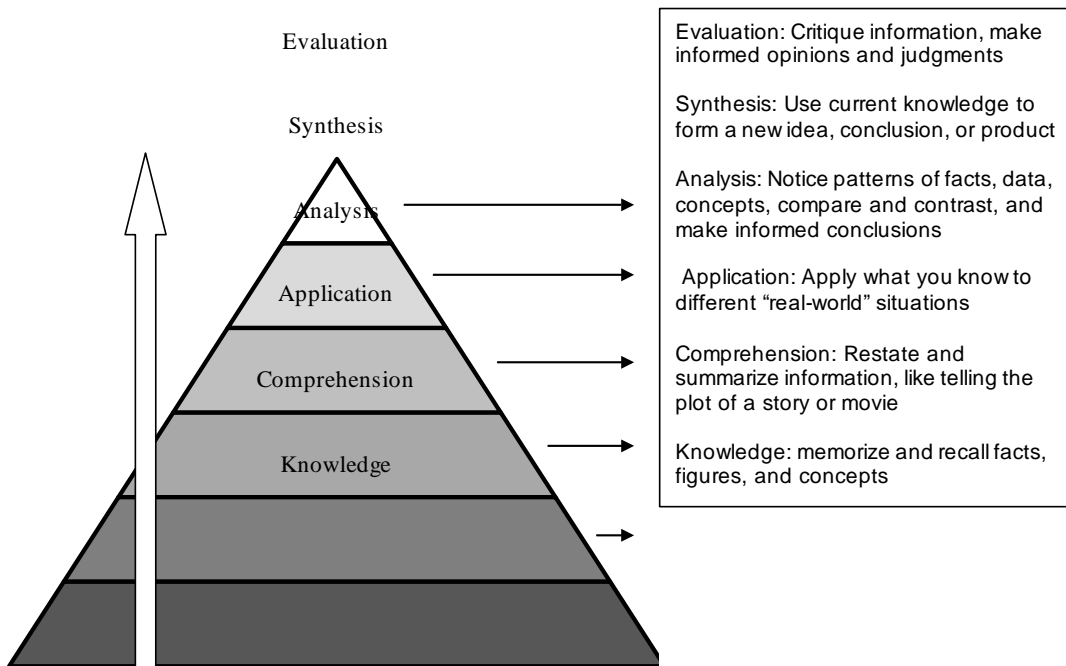 Evaluation
Synthesis
Analysis
Application
Comprehension
Knowledge
Evaluation: Critique information, make
informed opinions and judgments
Synthesis: Use current knowledge to
form a new idea, conclusion, or product
Analysis: Notice patterns of facts, data,
concepts, compare and contrast, and
make informed conclusions
Application: Apply what you know to
different “real-world” situations
Comprehension: Restate and
summarize information, like telling the
plot of a story or movie
Knowledge: memorize and recall facts,
figures, and concepts